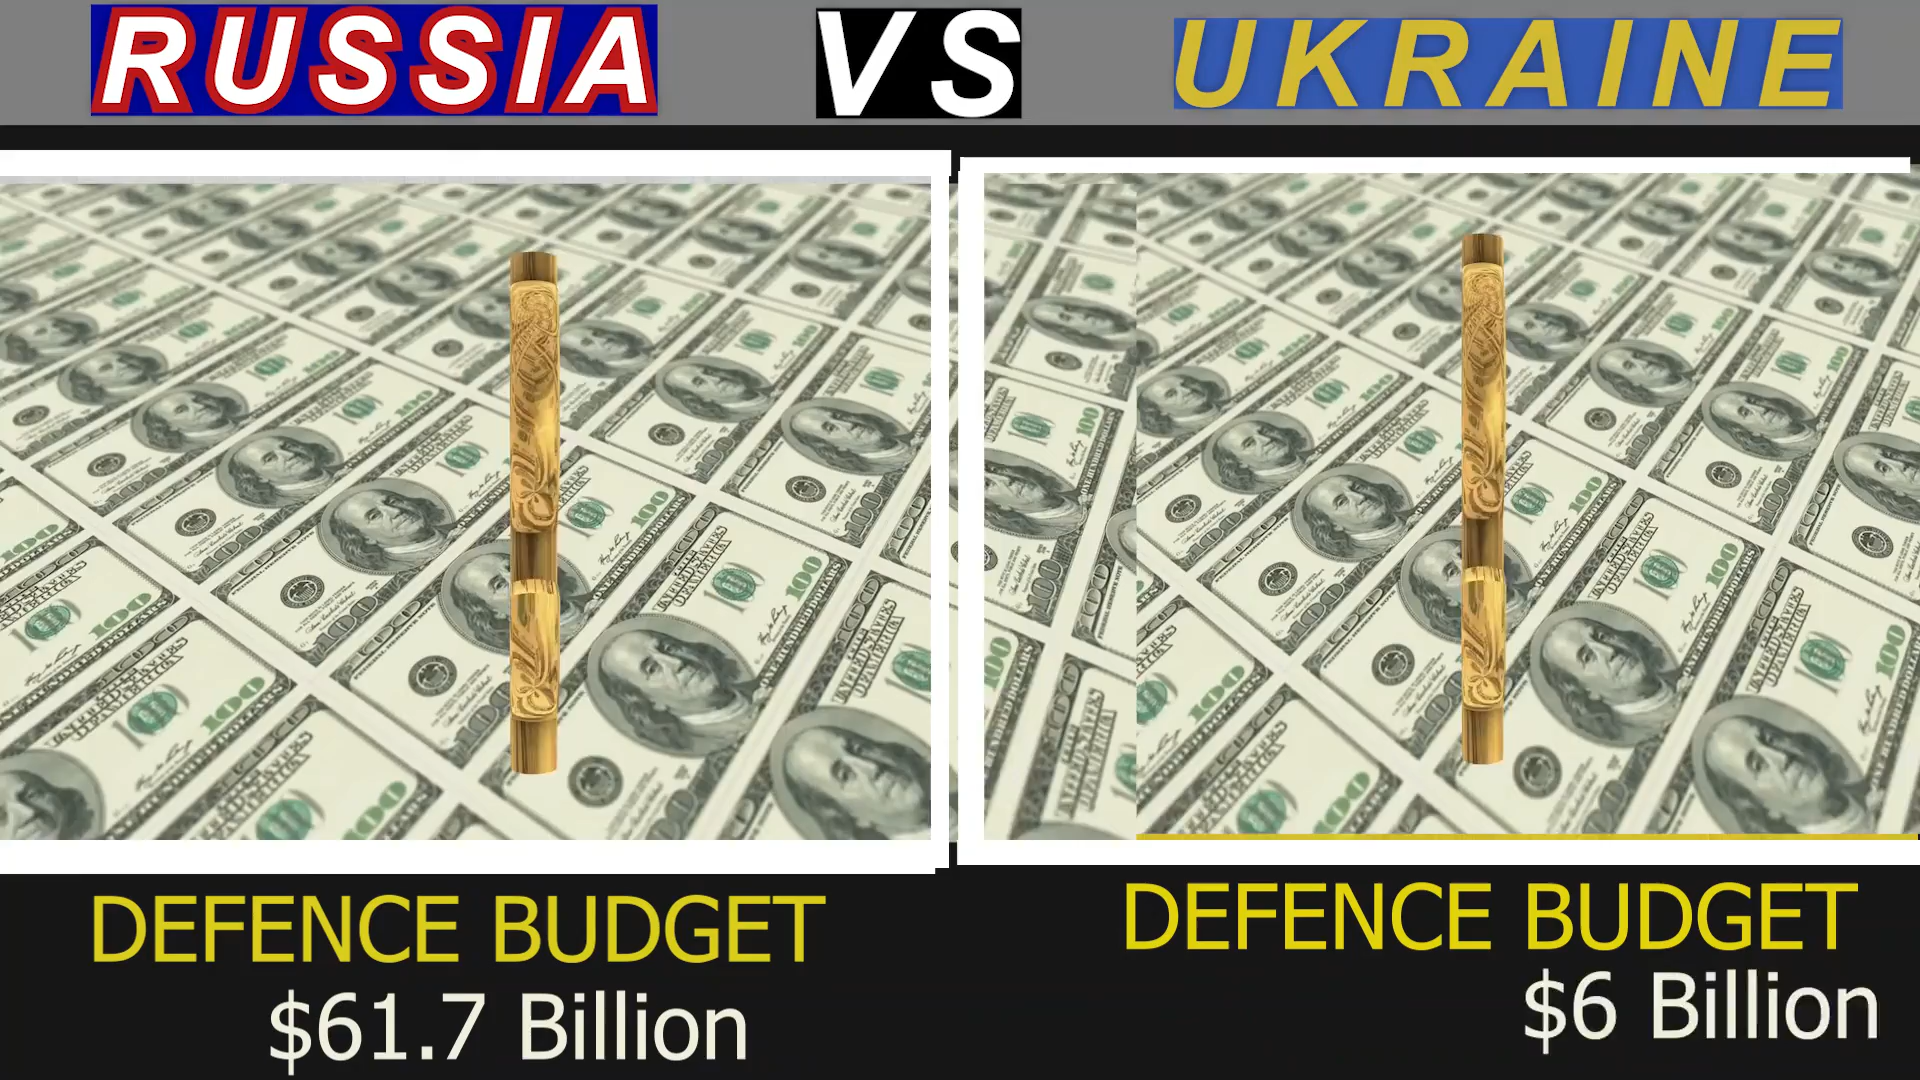 RUSSIA VS UKRAINE
DEFENCE BUDGET
$61.7 Billion
DEFENCE BUDGET
$6 Billion